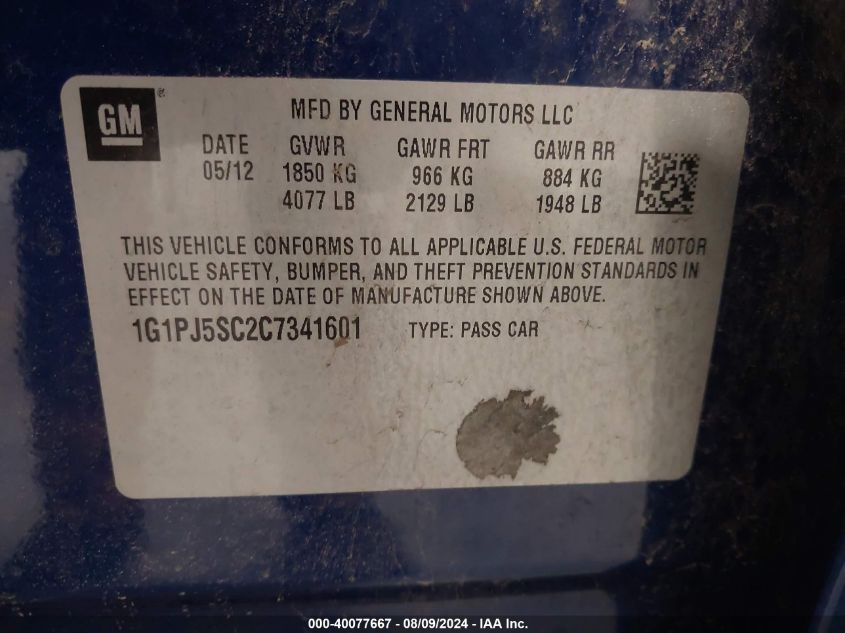 GM ® MFD BY GENERAL MOTORS LLC
DATE GVWR GAWR FRT GAWR RR
05/12 1850 KG 966 KG 884 KG
4077 LB 2129 LB 1948 LB
THIS VEHICLE CONFORMS TO ALL APPLICABLE U.S. FEDERAL MOTOR
VEHICLE SAFETY, BUMPER, AND THEFT PREVENTION STANDARDS IN
EFFECT ON THE DATE OF MANUFACTURE SHOWN ABOVE.
1G1PJ5SC2C7341601 TYPE: PASS CAR
000-40077667 - 08/09/2024 - IAA Inc.